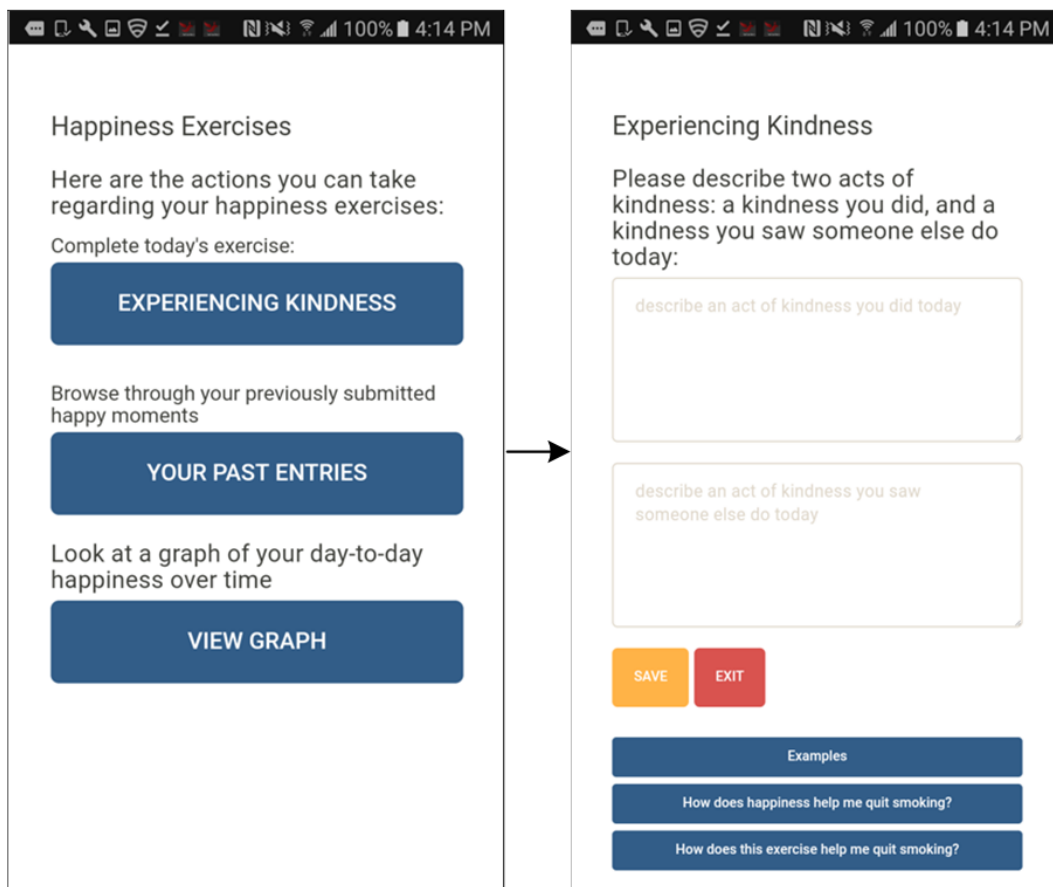 100% 4:14 PM
Happiness Exercises
Here are the actions you can take
regarding your happiness exercises:
Complete today's exercise:
EXPERIENCING KINDNESS
Browse through your previously submitted
happy moments
YOUR PAST ENTRIES
Look at a graph of your day-to-day
happiness over time
VIEW GRAPH
100% 4:14 PM
Experiencing Kindness
Please describe two acts of
kindness: a kindness you did, and a
kindness you saw someone else do
today:
describe an act of kindness you did today
describe an act of kindness you saw
someone else do today
SAVE EXIT
Examples
How does happiness help me quit smoking?
How does this exercise help me quit smoking?